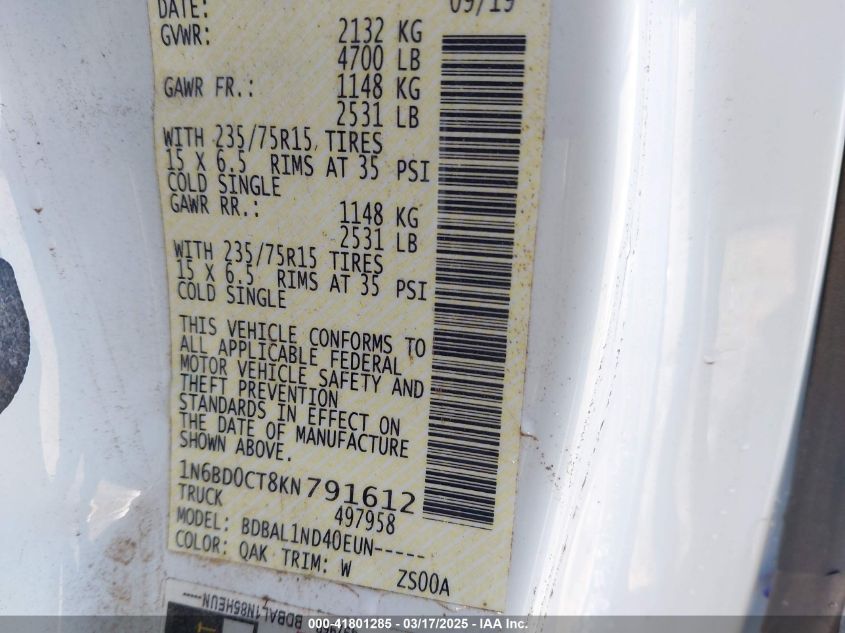 DATE: 09/19
GVWR: 2132 KG
4700 LB
GAWR FR.: 1148 KG
2531 LB
WITH 235/75R15 TIRES
15 X 6.5 RIMS AT 35 PSI
COLD SINGLE
GAWR RR.: 1148 KG
2531 LB
WITH 235/75R15 TIRES
15 X 6.5 RIMS AT 35 PSI
COLD SINGLE
THIS VEHICLE CONFORMS TO
ALL APPLICABLE FEDERAL
MOTOR VEHICLE SAFETY AND
THEFT PREVENTION
STANDARDS IN EFFECT ON
THE DATE OF MANUFACTURE
SHOWN ABOVE.
1N6BD0CT8KN791612
TRUCK 497958
MODEL: BDBAL1ND40EUN-----
COLOR: QAK TRIM: W ZS00A
BDBAL1N85HEUN-----
000-41801285 - 03/17/2025 - IAA Inc.